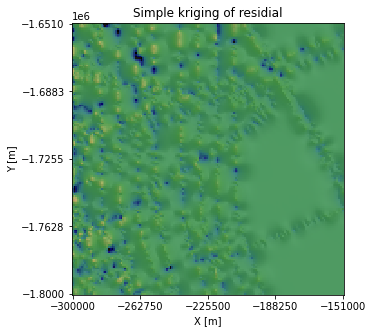 Simple kriging of residial
1e6
-1.6510
-1.6883
-1.7255
-1.7628
-1.8000
Y [m]
-300000 -262750 -225500 -188250 -151000
X [m]